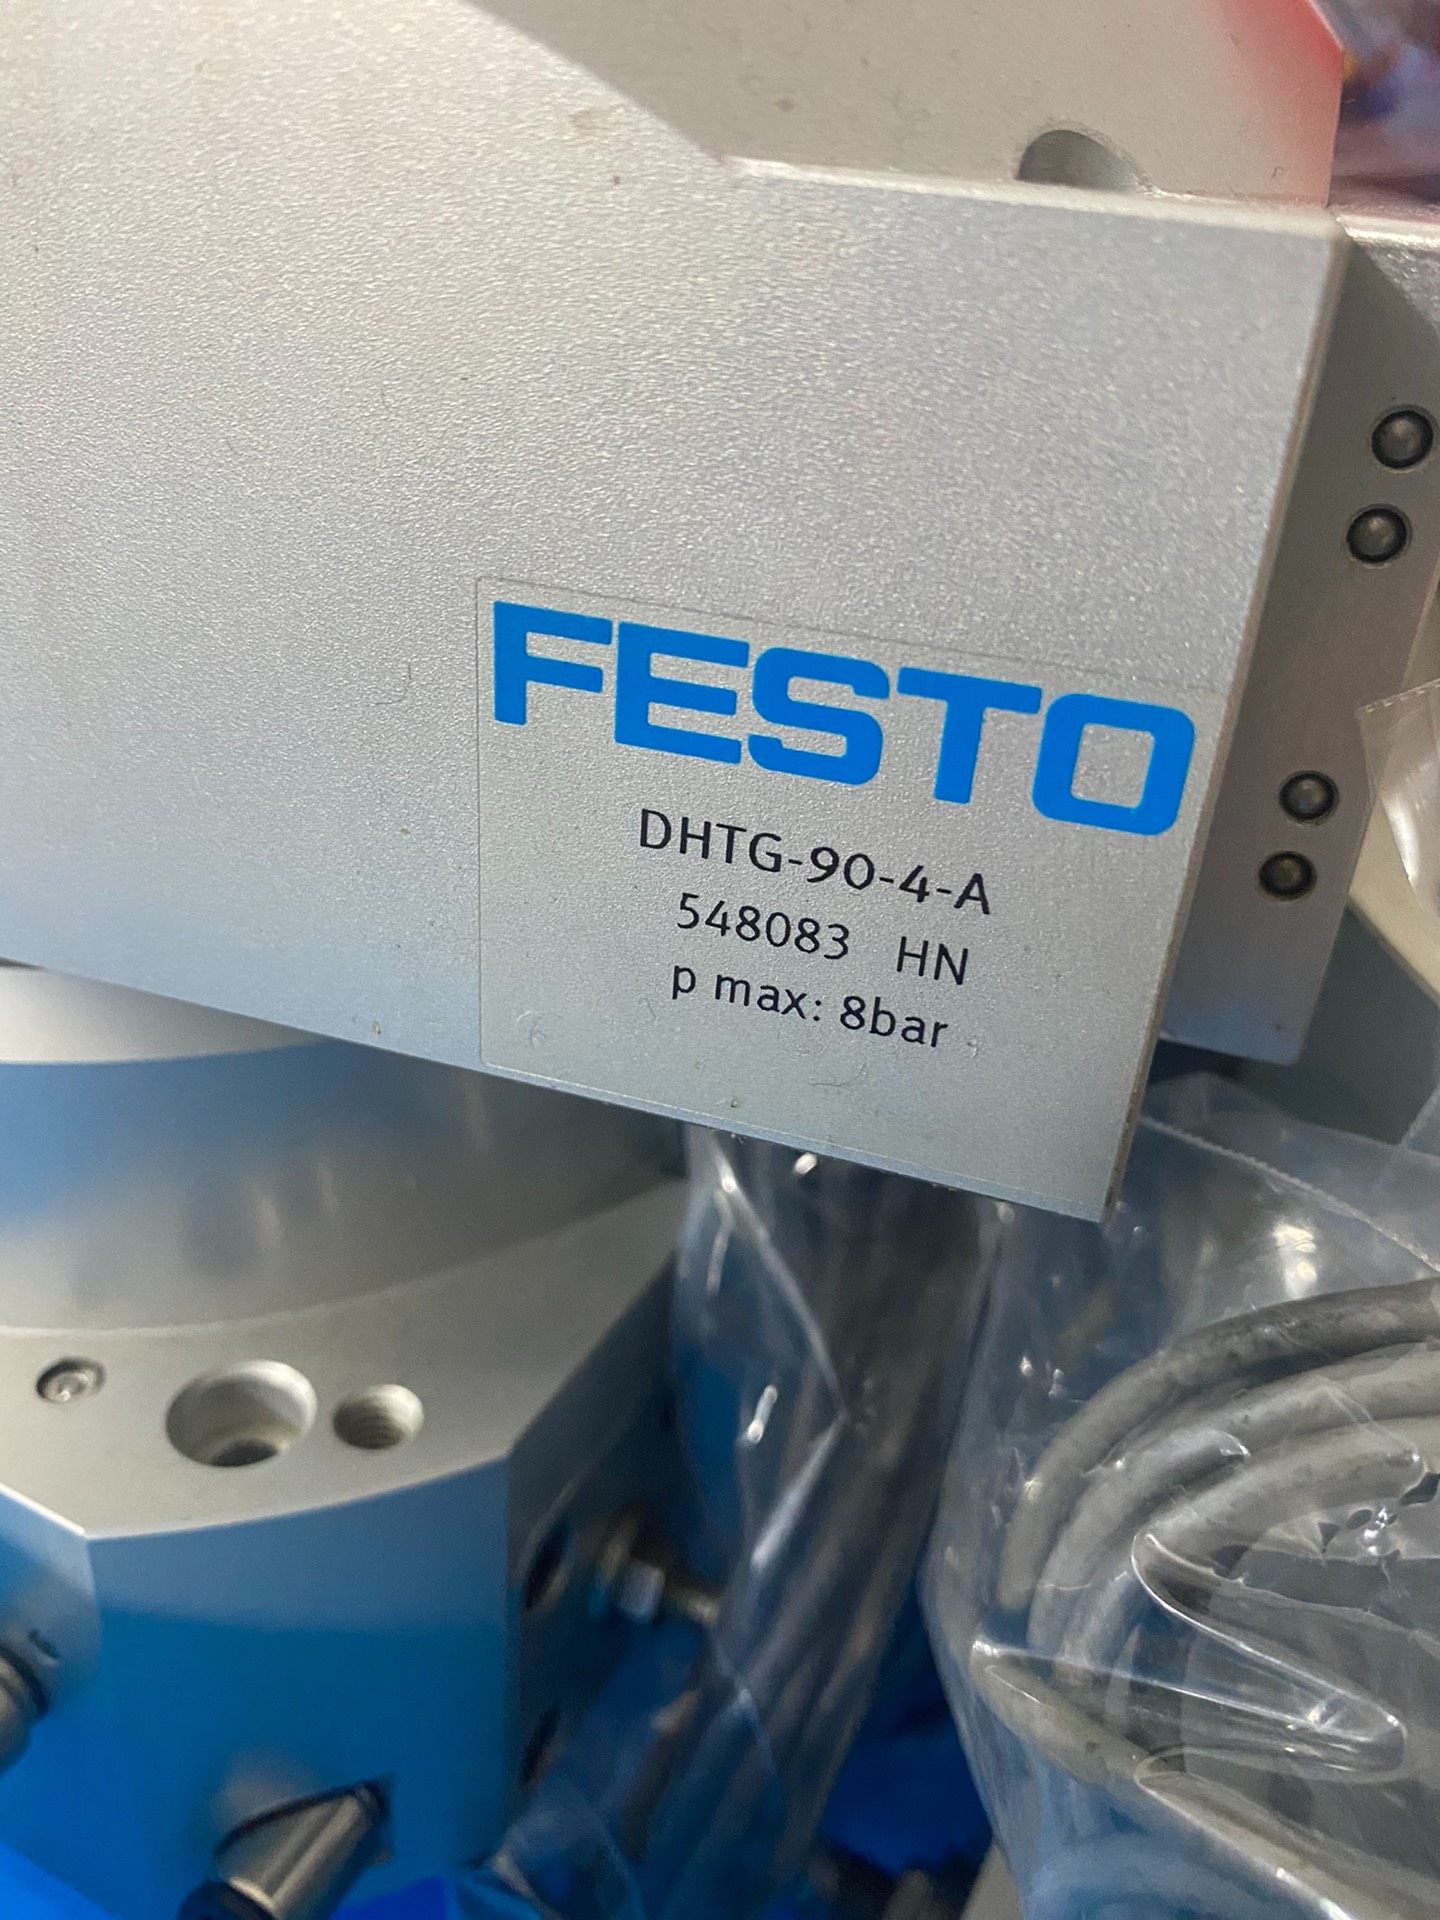 FESTO
DHTG-90-4-A
548083 HN
p max: 8bar